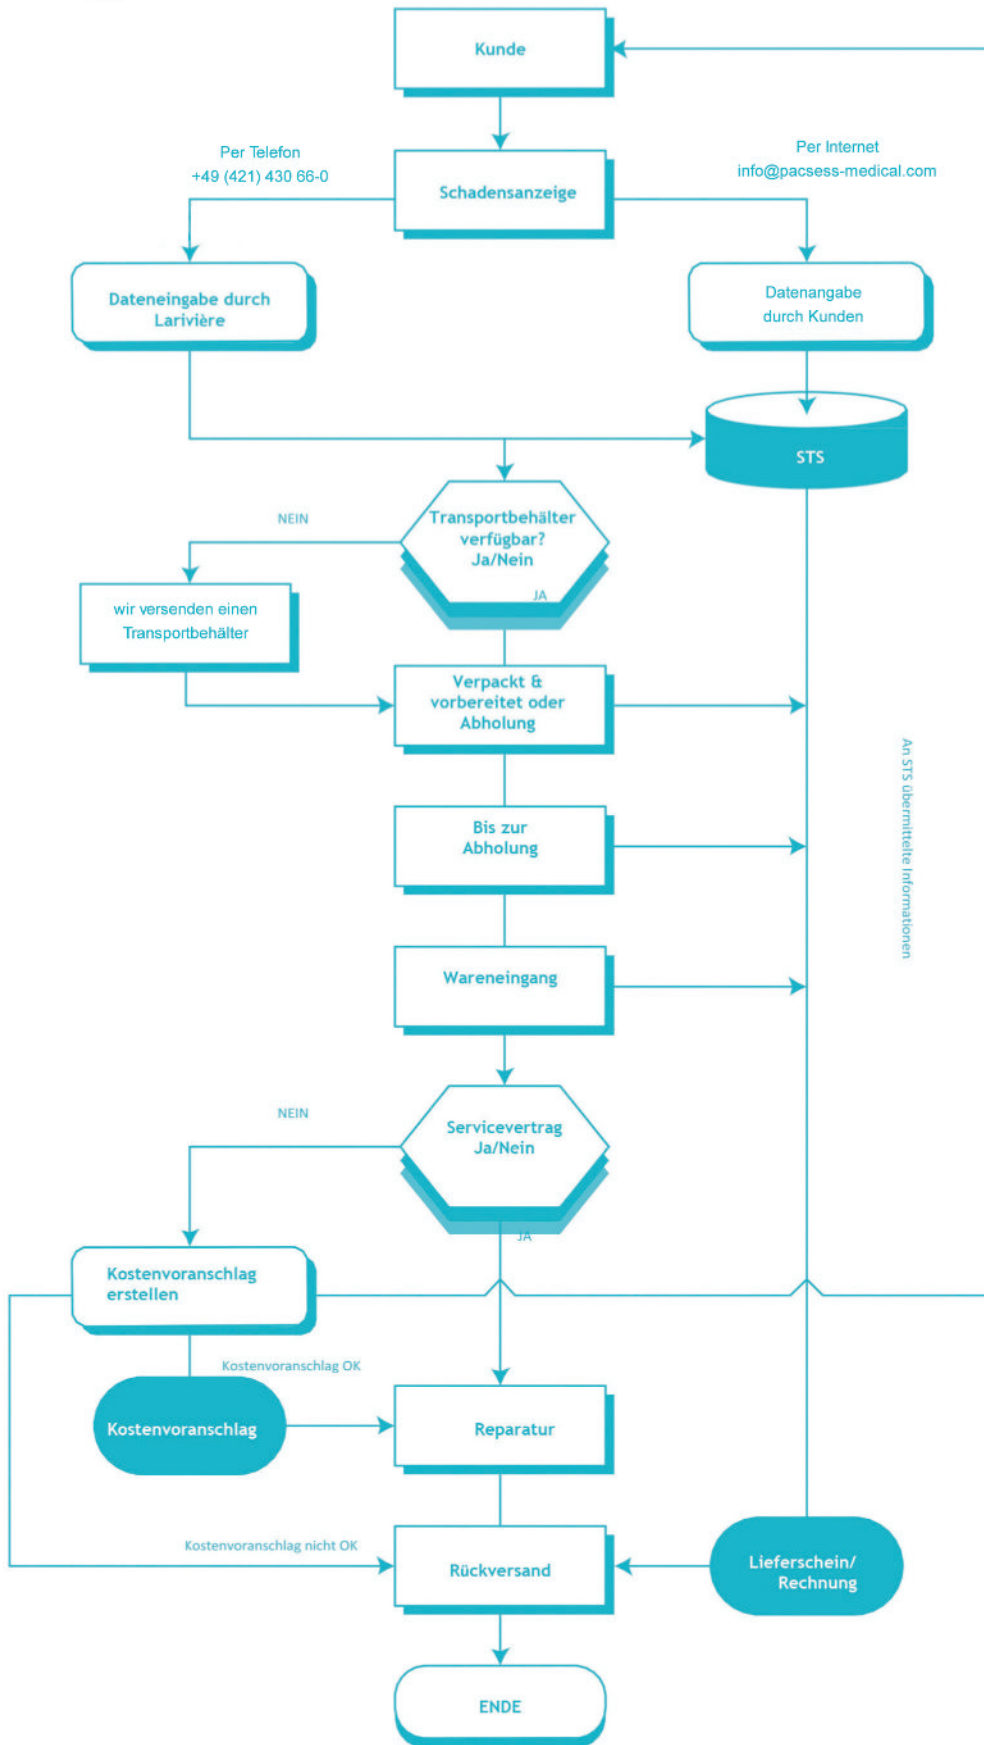 Kunde
Per Telefon
+49 (421) 430 66-0
Per Internet
info@pacsess-medical.com
Schadensanzeige
Dateneingabe durch
Larivière
Datenangabe
durch Kunden
STS
NEIN
Transportbehälter
verfügbar?
Ja/Nein
JA
wir versenden einen
Transportbehälter
Verpackt &
vorbereitet oder
Abholung
An STS übermittelte Informationen
Bis zur
Abholung
Wareneingang
NEIN
Servicevertrag
Ja/Nein
JA
Kostenvoranschlag
erstellen
Kostenvoranschlag OK
Kostenvoranschlag
Reparatur
Kostenvoranschlag nicht OK
Rückversand
Lieferschein/
Rechnung
ENDE